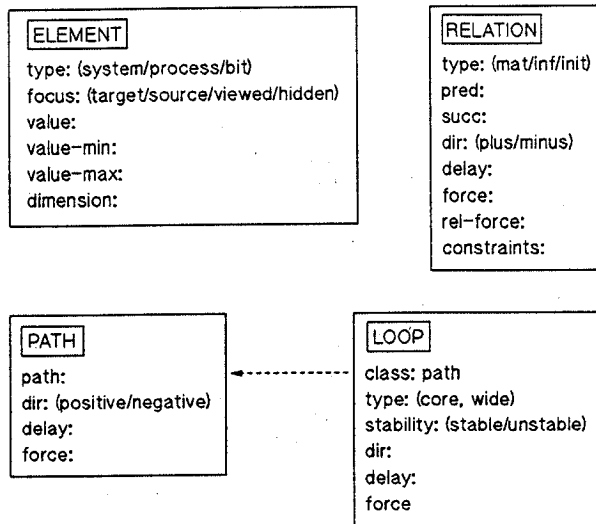 ELEMENT
type: (system/process/bit)
focus: (target/source/viewed/hidden)
value:
value-min:
value-max:
dimension:
RELATION
type: (mat/inf/init)
pred:
succ:
dir: (plus/minus)
delay:
force:
rel-force:
constraints:
PATH
path:
dir: (positive/negative)
delay:
force:
LOOP
class: path
type: (core, wide)
stability: (stable/unstable)
dir:
delay:
force